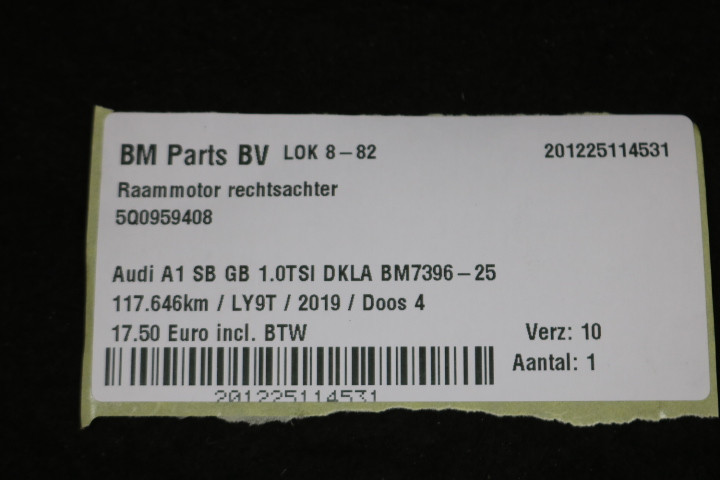 BM Parts BV LOK 8-82 201225114531
Raammotor rechtsachter
5Q0959408
Audi A1 SB GB 1.0TSI DKLA BM7396-25
117.646km / LY9T / 2019 / Doos 4
17.50 Euro incl. BTW Verz: 10
Aantal: 1
201225114531